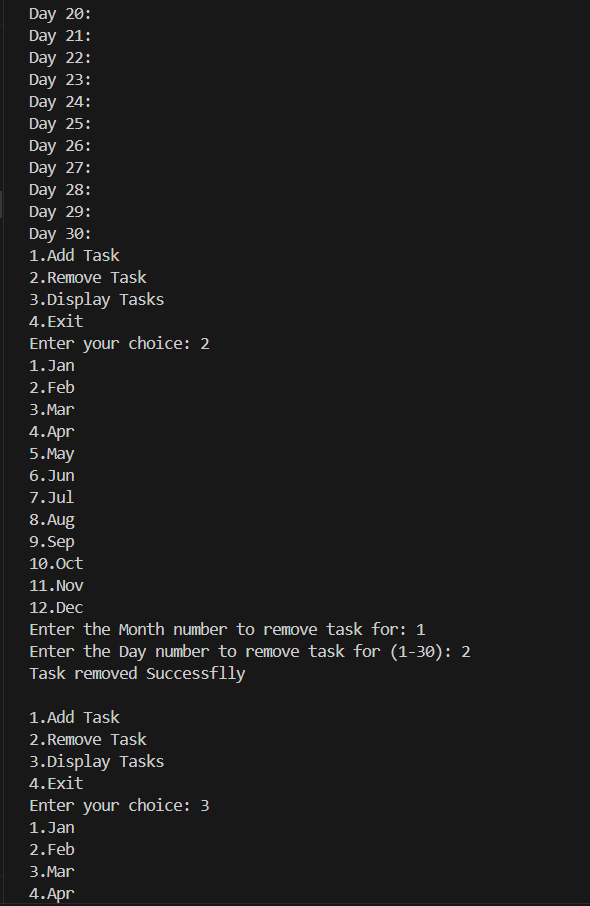 Day 20:
Day 21:
Day 22:
Day 23:
Day 24:
Day 25:
Day 26:
Day 27:
Day 28:
Day 29:
Day 30:
1.Add Task
2.Remove Task
3.Display Tasks
4.Exit
Enter your choice: 2
1.Jan
2.Feb
3.Mar
4.Apr
5.May
6.Jun
7.Jul
8.Aug
9.Sep
10.Oct
11.Nov
12.Dec
Enter the Month number to remove task for: 1
Enter the Day number to remove task for (1-30): 2
Task removed Successflly

1.Add Task
2.Remove Task
3.Display Tasks
4.Exit
Enter your choice: 3
1.Jan
2.Feb
3.Mar
4.Apr